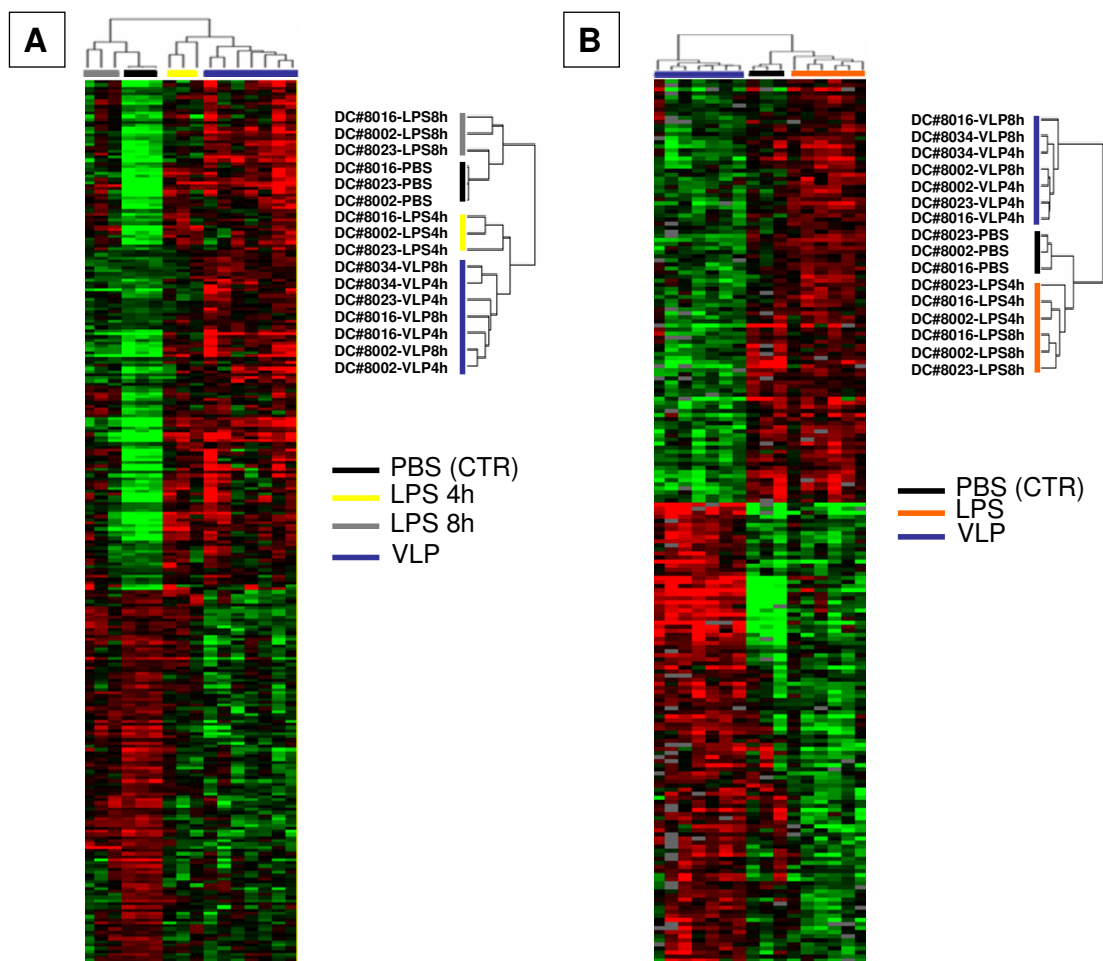 A
DC#8016-LPS8h
DC#8002-LPS8h
DC#8023-LPS8h
DC#8016-PBS
DC#8023-PBS
DC#8002-PBS
DC#8016-LPS4h
DC#8002-LPS4h
DC#8023-LPS4h
DC#8034-VLP8h
DC#8034-VLP4h
DC#8023-VLP4h
DC#8016-VLP8h
DC#8016-VLP4h
DC#8002-VLP8h
DC#8002-VLP4h
PBS (CTR)
LPS 4h
LPS 8h
VLP
B
DC#8016-VLP8h
DC#8034-VLP8h
DC#8034-VLP4h
DC#8002-VLP8h
DC#8002-VLP4h
DC#8023-VLP4h
DC#8016-VLP4h
DC#8023-PBS
DC#8002-PBS
DC#8016-PBS
DC#8023-LPS4h
DC#8016-LPS4h
DC#8002-LPS4h
DC#8016-LPS8h
DC#8002-LPS8h
DC#8023-LPS8h
PBS (CTR)
LPS
VLP